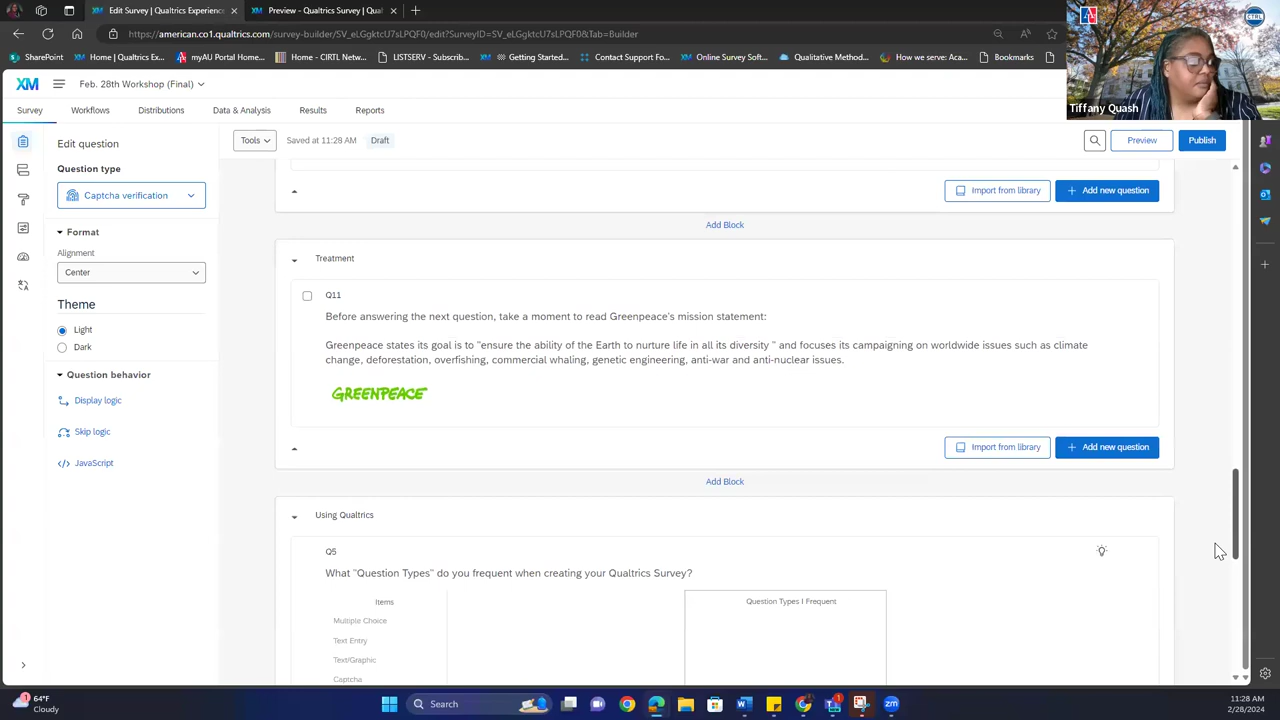 Edit Survey | Qualtrics Experience
Preview - Survey | Qualtrics
https://american.co1.qualtrics.com/survey-builder/SV_eLGgktcU7sLPQF0/edit?SurveyID=SV_eLGgktcU7sLPQF0&Tab=Builder
SharePoint
Home | Qualtrics Ex...
mAU Portal Home...
Home - CIRTL Netw...
LISTSERV - Subscrib...
Getting Started...
Contact Support Fo...
Online Survey Soft...
Qualitative Method...
How we serve: Aca...
Bookmarks
CTRL
Tiffany Quash
XM
Feb. 28th Workshop (Final)
Survey
Workflows
Distributions
Data & Analysis
Results
Reports
Edit question
Tools
Saved at 11:28 AM
Draft
Preview
Publish
Question type
Captcha verification
Format
Alignment
Center
Theme
Light
Dark
Question behavior
Display logic
Skip logic
JavaScript
Import from library
Add new question
Add Block
Treatment
Q11
Before answering the next question, take a moment to read Greenpeace's mission statement:
Greenpeace states its goal is to "ensure the ability of the Earth to nurture life in all its diversity " and focuses its campaigning on worldwide issues such as climate
change, deforestation, overfishing, commercial whaling, genetic engineering, anti-war and anti-nuclear issues.
GREENPEACE
Import from library
Add new question
Add Block
Using Qualtrics
Q5
What "Question Types" do you frequent when creating your Qualtrics Survey?
Items
Question Types I Frequent
Multiple Choice
Text Entry
Text/Graphic
Captcha
64°F
Cloudy
Search
11:28 AM
2/28/2024